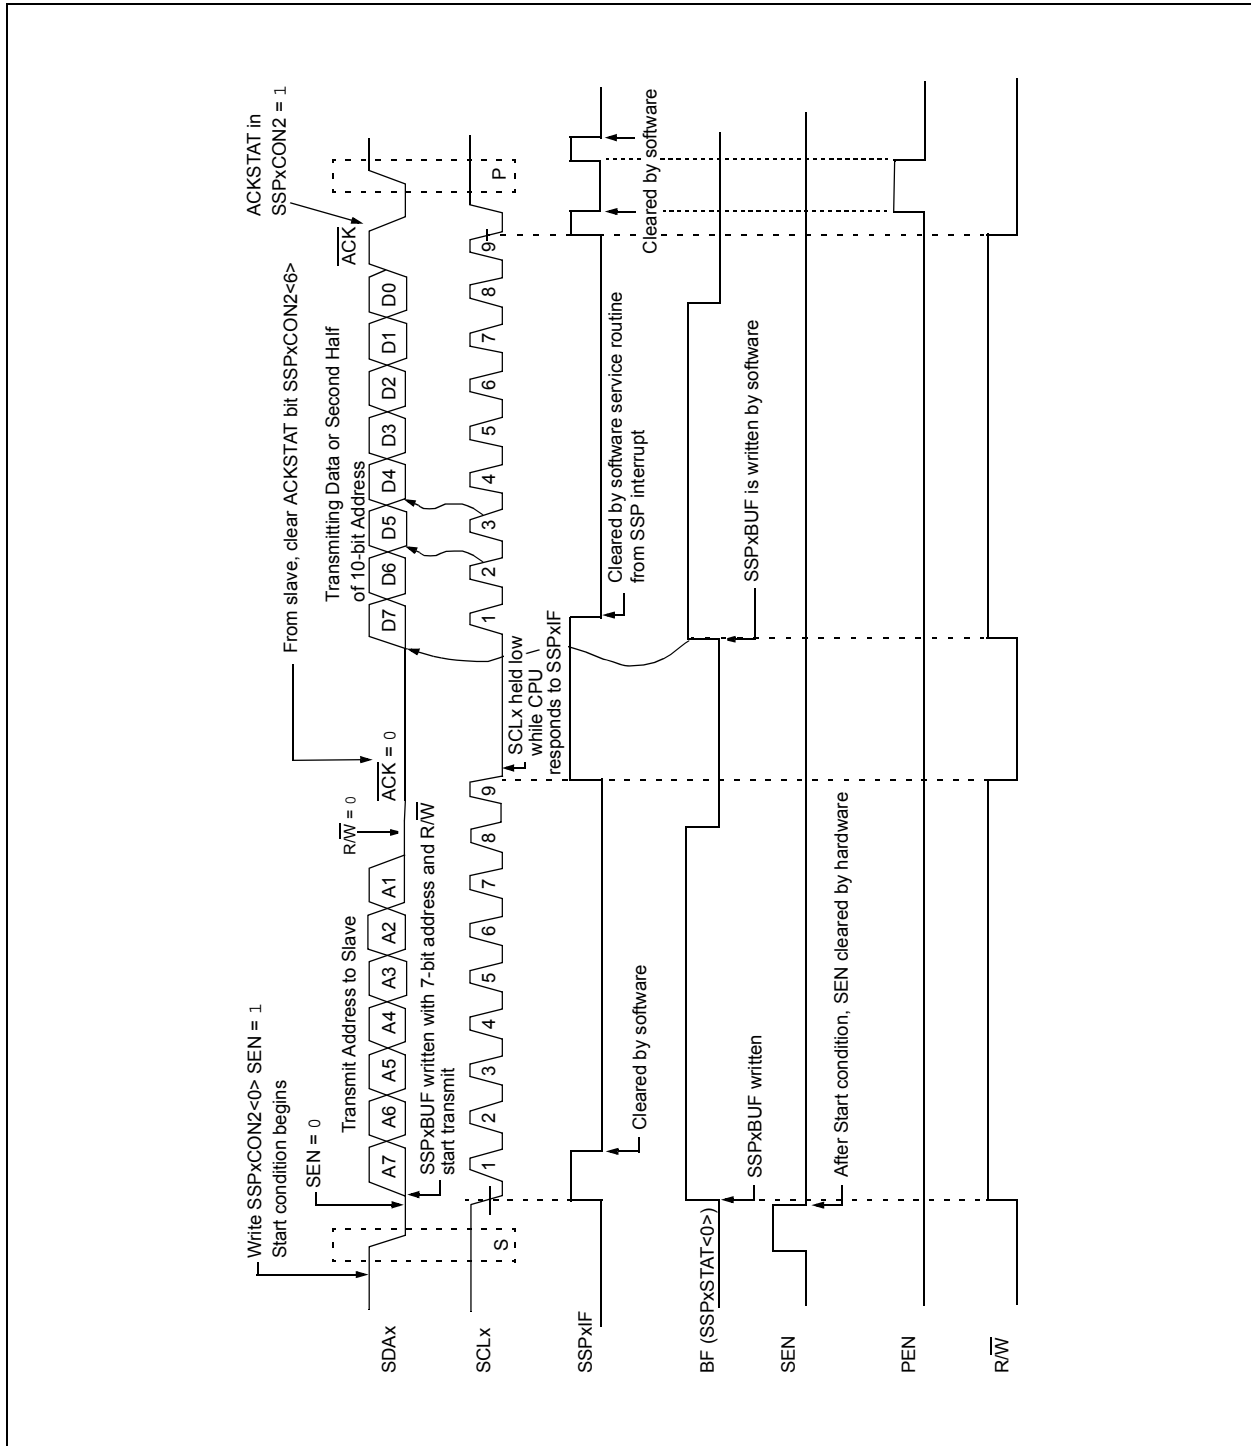 Write SSPxCON2<0> SEN = 1
Start condition begins
SEN = 0
Transmit Address to Slave
R/W = 0
From slave, clear ACKSTAT bit SSPxCON2<6>
ACK = 0
Transmitting Data or Second Half
of 10-bit Address
ACKSTAT in
SSPxCON2 = 1
ACK
SDAx
A7 A6 A5 A4 A3 A2 A1
D7 D6 D5 D4 D3 D2 D1 D0
SSPxBUF written with 7-bit address and R/W
start transmit
SCLx
S
1 2 3 4 5 6 7 8 9
1 2 3 4 5 6 7 8 9
P
SCLx held low
while CPU
responds to SSPxIF
SSPxIF
Cleared by software
Cleared by software service routine
from SSP interrupt
Cleared by software
BF (SSPxSTAT<0>)
SSPxBUF written
SSPxBUF is written by software
SEN
After Start condition, SEN cleared by hardware
PEN
R/W